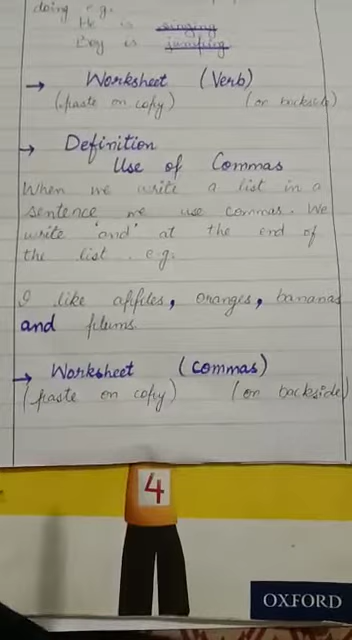 doing e.g.
He is singing
Boy is jumping
→ Worksheet (Verb)
(paste on copy) (on backside)
→ Definition
Use of Commas
When we write a list in a
sentence we use commas. We
write 'and' at the end of
the list. e.g.
I like apples, oranges, bananas
and plums.
→ Worksheet (commas)
(paste on copy) (on backside)
4
OXFORD